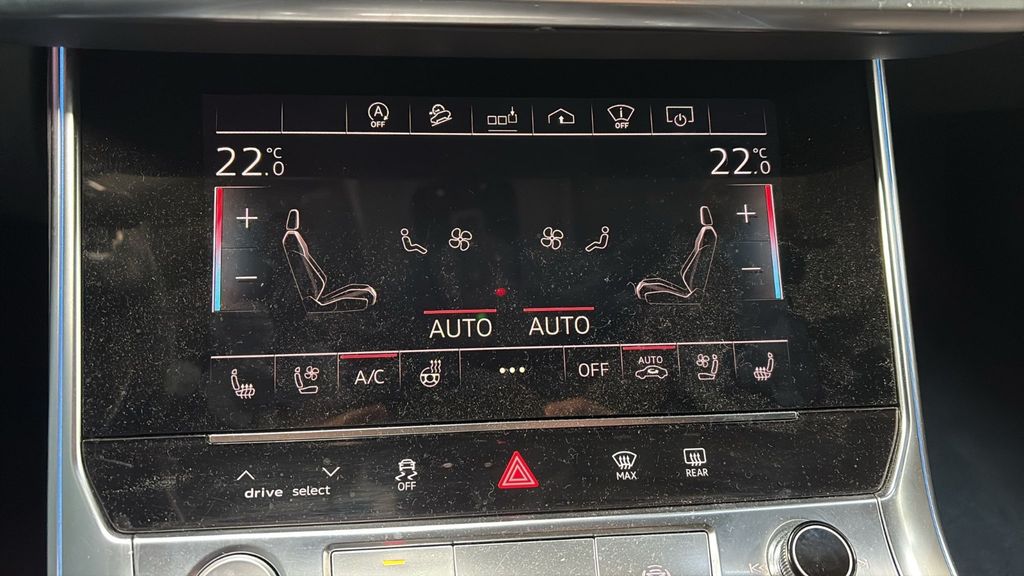 A
OFF
i
OFF
22.0 °C
22.0 °C
+
+
−
−
AUTO
AUTO
A/C
OFF
AUTO
drive select
OFF
MAX
REAR